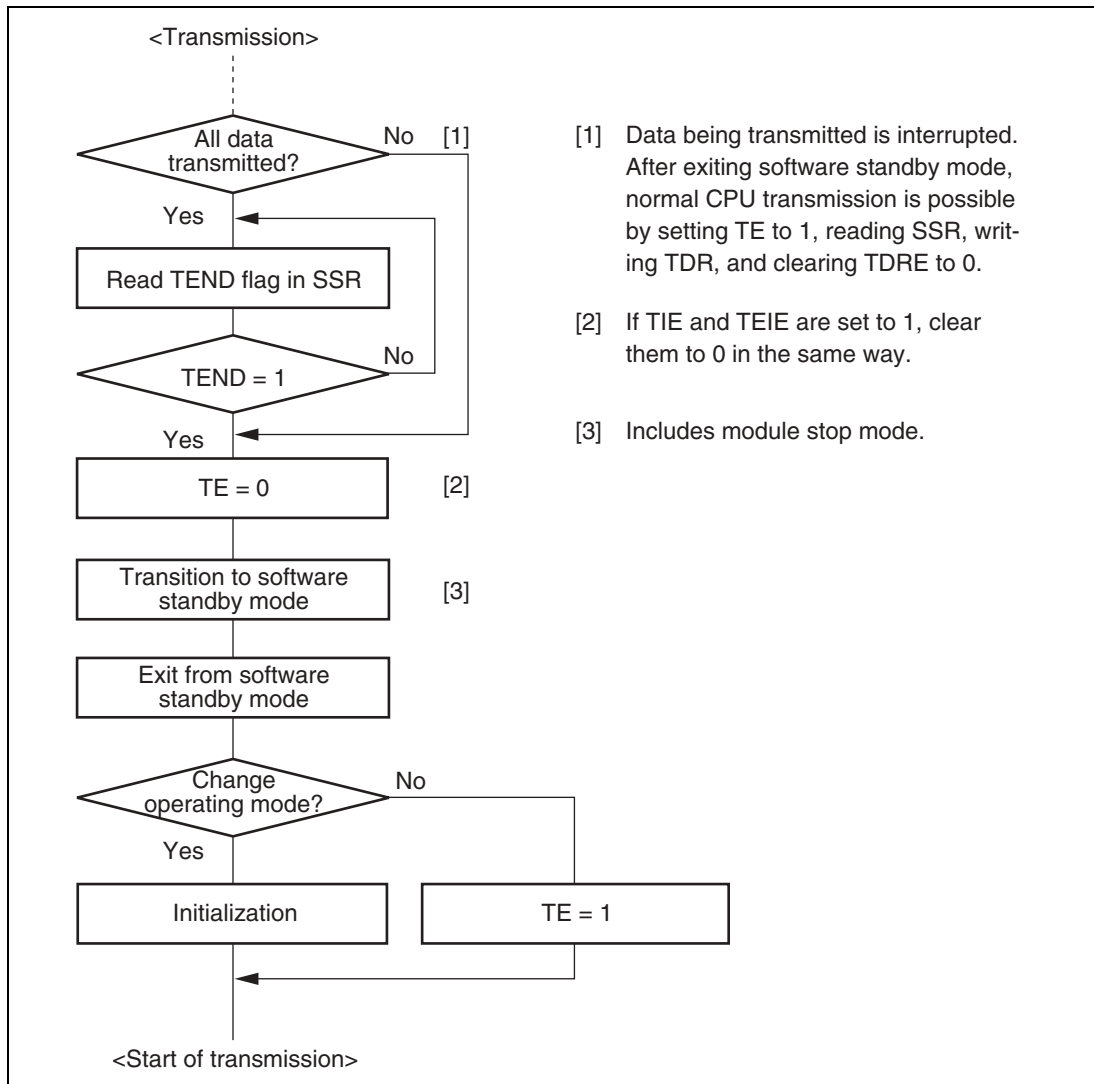 <Transmission>
All data
transmitted?
No [1]
Yes
Read TEND flag in SSR
TEND = 1
No
Yes
TE = 0
[2]
Transition to software
standby mode
[3]
Exit from software
standby mode
Change
operating mode?
No
Yes
Initialization
TE = 1
<Start of transmission>
[1] Data being transmitted is interrupted.
After exiting software standby mode,
normal CPU transmission is possible
by setting TE to 1, reading SSR, writ-
ing TDR, and clearing TDRE to 0.
[2] If TIE and TEIE are set to 1, clear
them to 0 in the same way.
[3] Includes module stop mode.